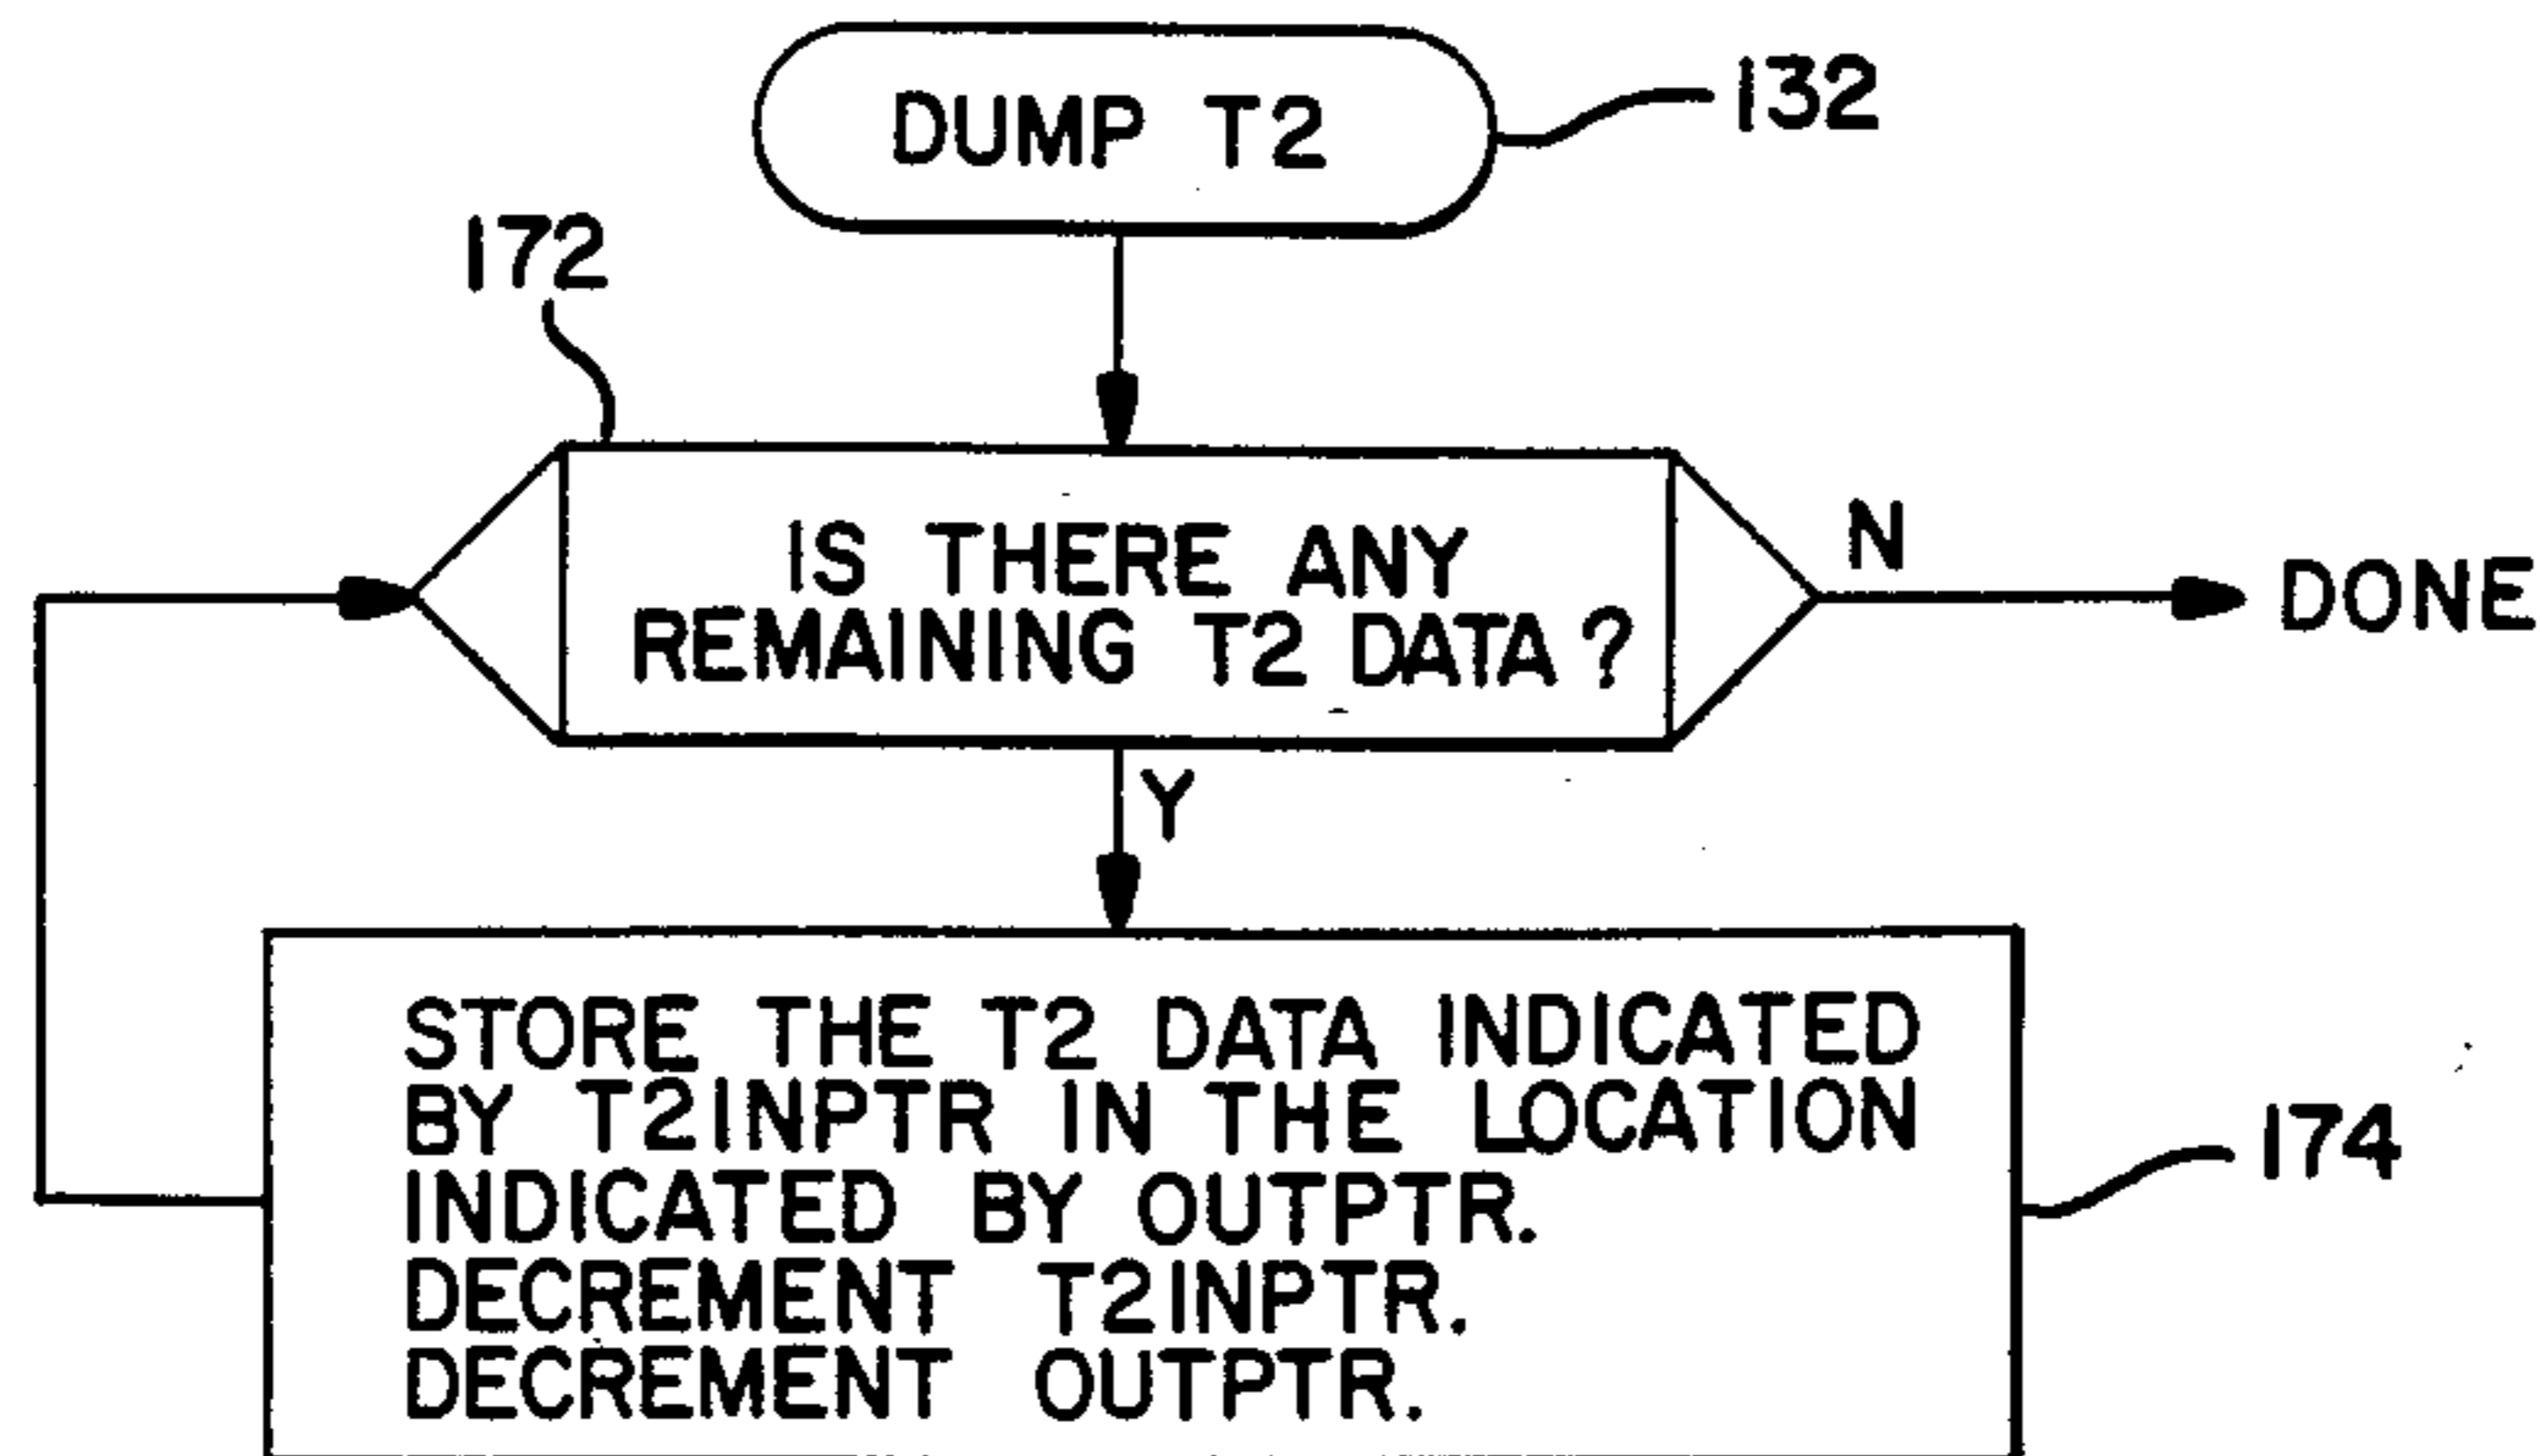 DUMP T2
132
172
IS THERE ANY
REMAINING T2 DATA ?
N
DONE
Y
STORE THE T2 DATA INDICATED
BY T2INPTR IN THE LOCATION
INDICATED BY OUTPTR.
DECREMENT T2INPTR.
DECREMENT OUTPTR.
174